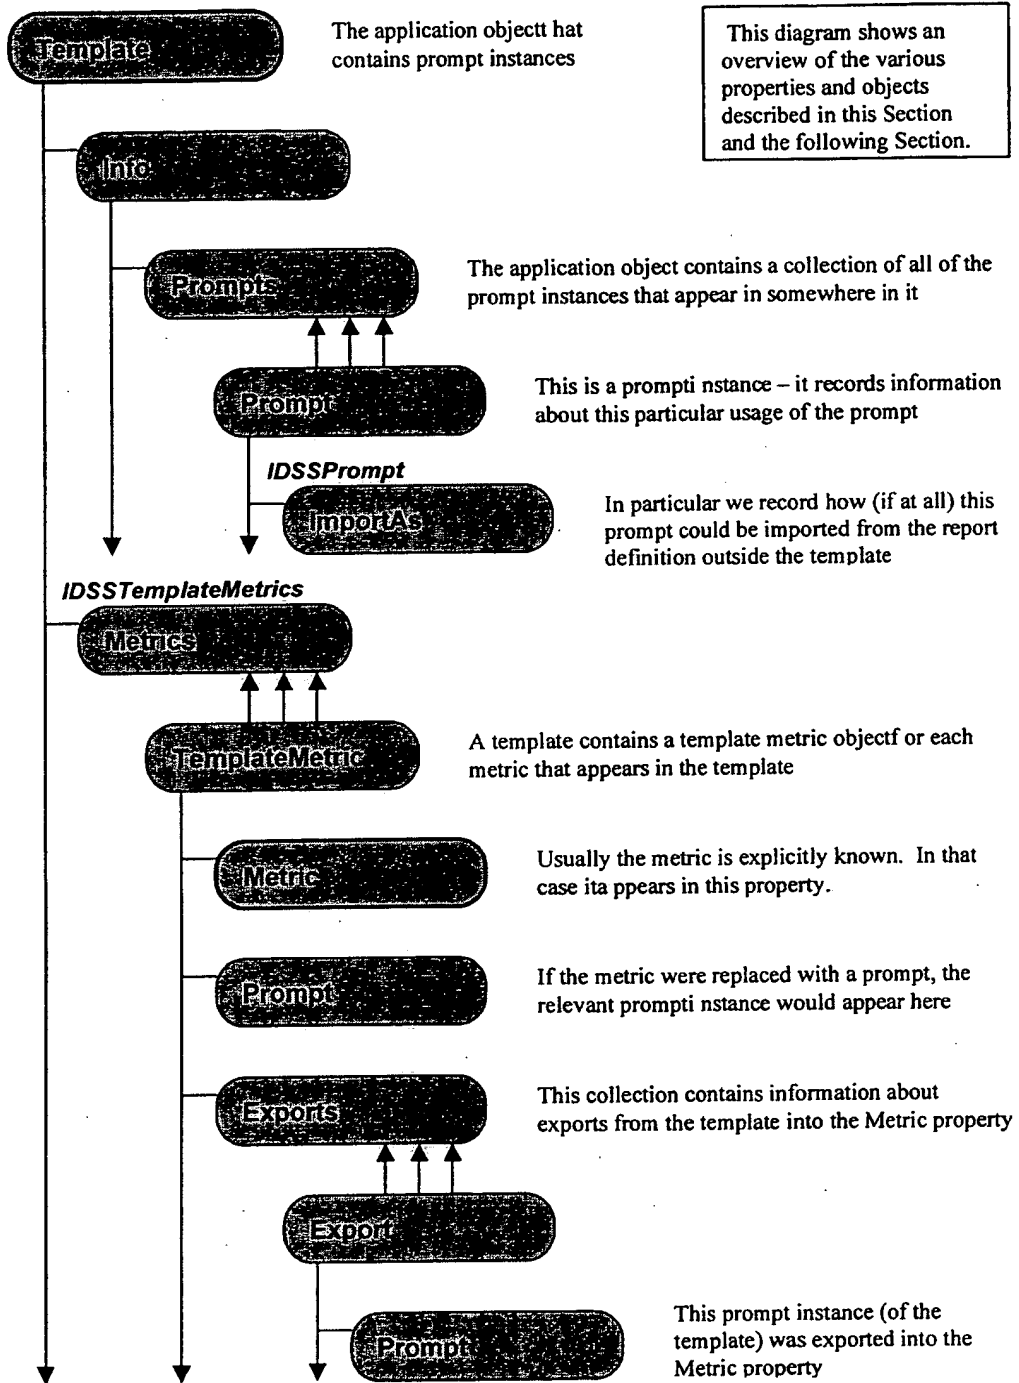 Template
The application objectt hat
contains prompt instances
This diagram shows an
overview of the various
properties and objects
described in this Section
and the following Section.
Info
Prompts
The application object contains a collection of all of the
prompt instances that appear in somewhere in it
Prompt
This is a prompti nstance – it records information
about this particular usage of the prompt
IDSSPrompt
ImportAs
In particular we record how (if at all) this
prompt could be imported from the report
definition outside the template
IDSSTemplateMetrics
Metrics
TemplateMetric
A template contains a template metric objectf or each
metric that appears in the template
Metric
Usually the metric is explicitly known. In that
case ita ppears in this property.
Prompt
If the metric were replaced with a prompt, the
relevant prompti nstance would appear here
Exports
This collection contains information about
exports from the template into the Metric property
Export
Prompt
This prompt instance (of the
template) was exported into the
Metric property